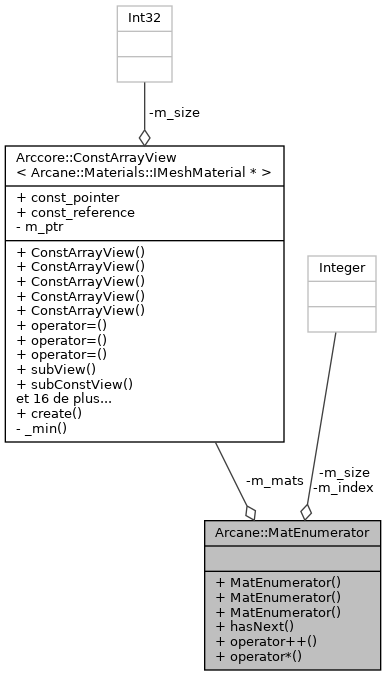 Int32
-m_size
Arccore::ConstArrayView
< Arcane::Materials::IMeshMaterial * >
+ const_pointer
+ const_reference
- m_ptr
+ ConstArrayView()
+ ConstArrayView()
+ ConstArrayView()
+ ConstArrayView()
+ ConstArrayView()
+ operator=()
+ operator=()
+ operator=()
+ subView()
+ subConstView()
et 16 de plus...
+ create()
- _min()
Integer
-m_mats
-m_size
-m_index
Arcane::MatEnumerator
+ MatEnumerator()
+ MatEnumerator()
+ MatEnumerator()
+ hasNext()
+ operator++()
+ operator*()